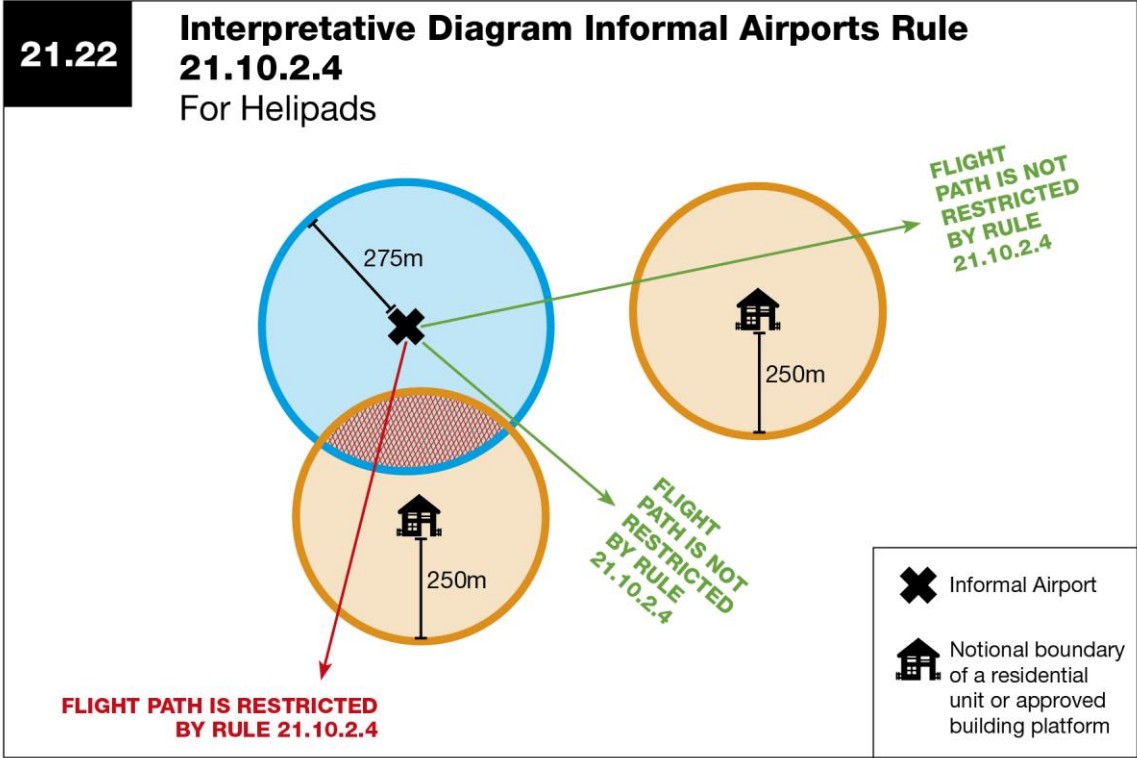 21.22
Interpretative Diagram Informal Airports Rule
21.10.2.4
For Helipads
275m
FLIGHT
PATH IS NOT
RESTRICTED
BY RULE
21.10.2.4
250m
FLIGHT
PATH IS NOT
RESTRICTED
BY RULE
21.10.2.4
250m
FLIGHT PATH IS RESTRICTED
BY RULE 21.10.2.4
Informal Airport
Notional boundary
of a residential
unit or approved
building platform